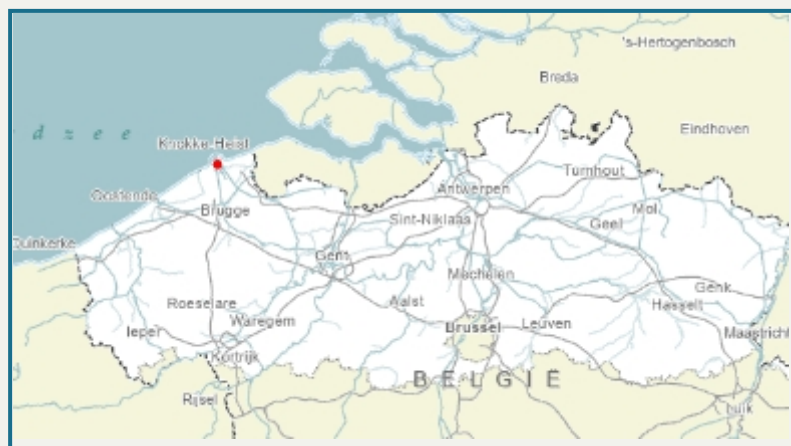 's-Hertogenbosch
Breda
Eindhoven
d z e e
Knokke-Heist
Turnhout
Oostende
Antwerpen
Mol
Brugge
Sint-Niklaas
Geel
Duinkerke
Gent
Mechelen
Genk
Roeselare
Aalst
Hasselt
Ieper
Waregem
Brussel
Leuven
Maastricht
Kortrijk
BELGIË
Rijsel
Luik